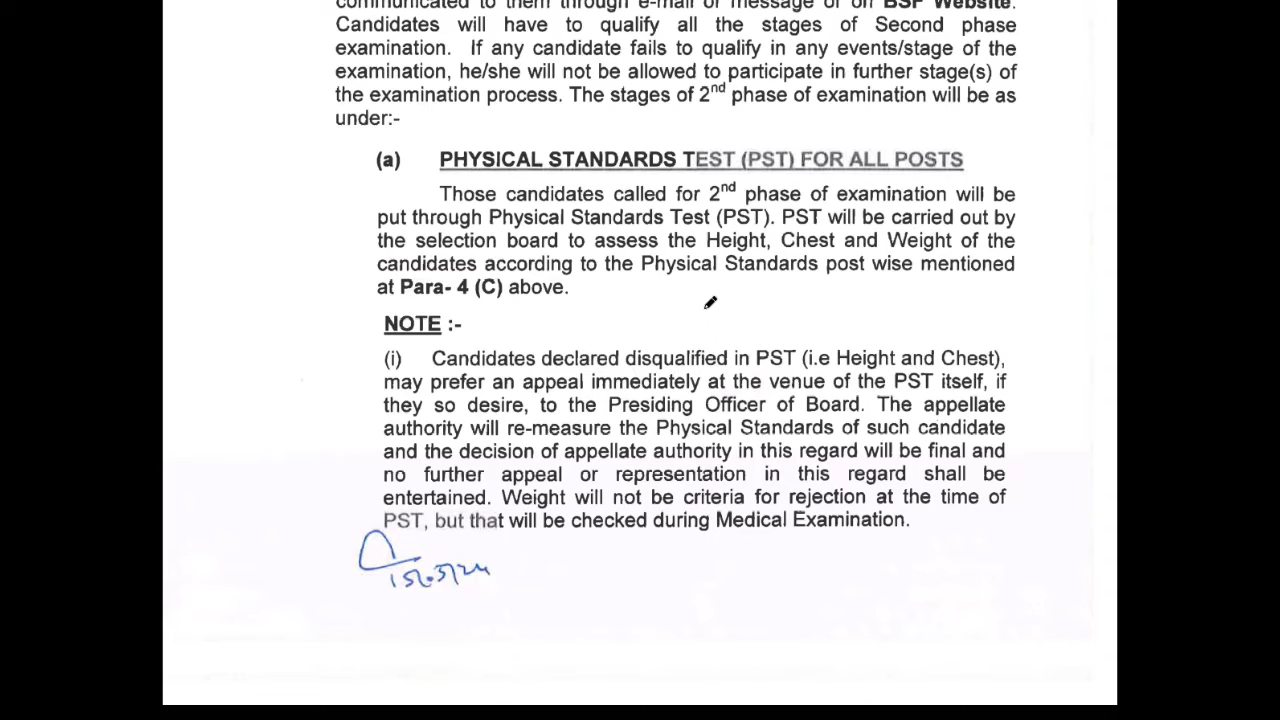 communicated to them through e-mail or message or on BSF Website.
Candidates will have to qualify all the stages of Second phase
examination. If any candidate fails to qualify in any events/stage of the
examination, he/she will not be allowed to participate in further stage(s) of
the examination process. The stages of 2nd phase of examination will be as
under:-
(a) PHYSICAL STANDARDS TEST (PST) FOR ALL POSTS
Those candidates called for 2nd phase of examination will be
put through Physical Standards Test (PST). PST will be carried out by
the selection board to assess the Height, Chest and Weight of the
candidates according to the Physical Standards post wise mentioned
at Para- 4 (C) above.
NOTE :-
(i) Candidates declared disqualified in PST (i.e Height and Chest),
may prefer an appeal immediately at the venue of the PST itself, if
they so desire, to the Presiding Officer of Board. The appellate
authority will re-measure the Physical Standards of such candidate
and the decision of appellate authority in this regard will be final and
no further appeal or representation in this regard shall be
entertained. Weight will not be criteria for rejection at the time of
PST, but that will be checked during Medical Examination.